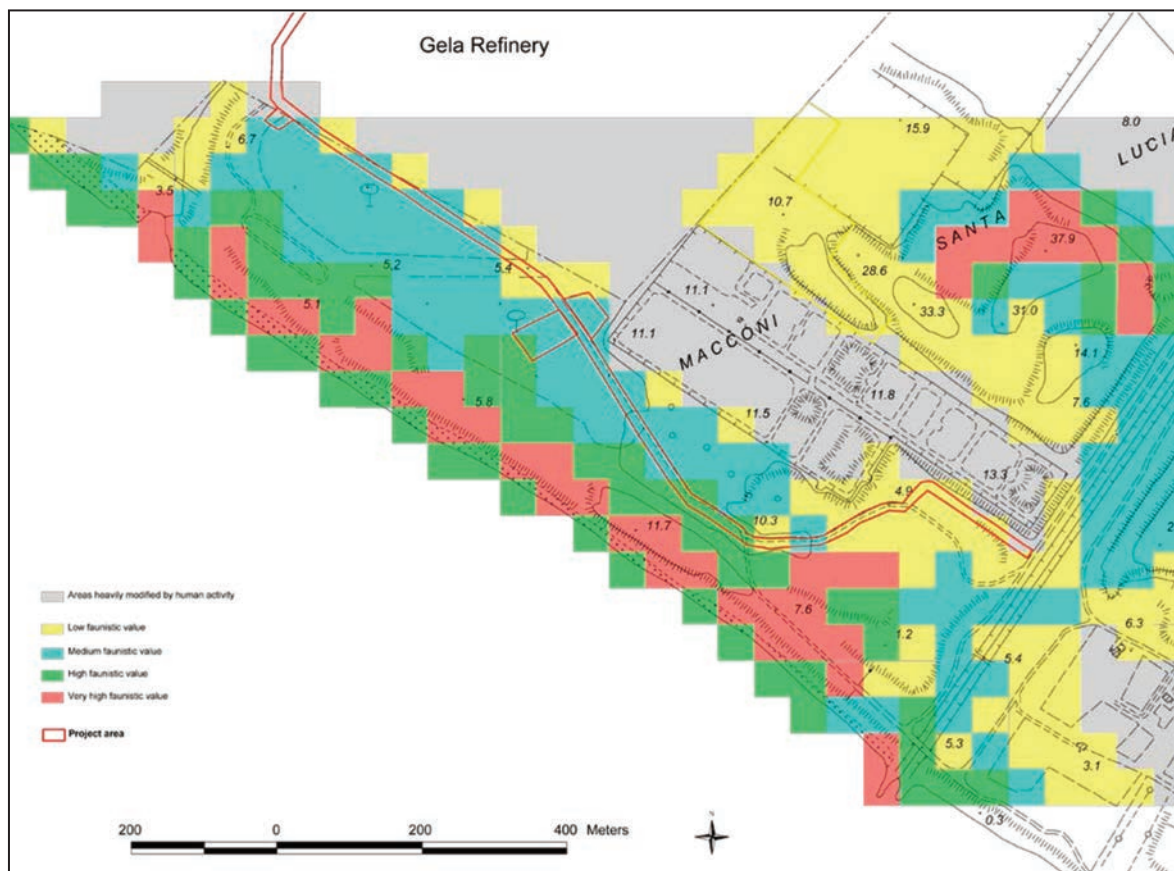 Gela Refinery
8.0
LUCIA
15.9
6.7
3.5
10.7
SANTA
37.9
28.6
5.2
5.4
11.1
5.1
33.3
31.0
11.1
MACCONI
14.1
7.6
5.8
11.8
11.5
13.3
4.9
10.3
11.7
7.6
6.3
1.2
5.4
5.3
3.1
0.3
Areas heavily modified by human activity
Low faunistic value
Medium faunistic value
High faunistic value
Very high faunistic value
Project area
200 0 200 400 Meters
N